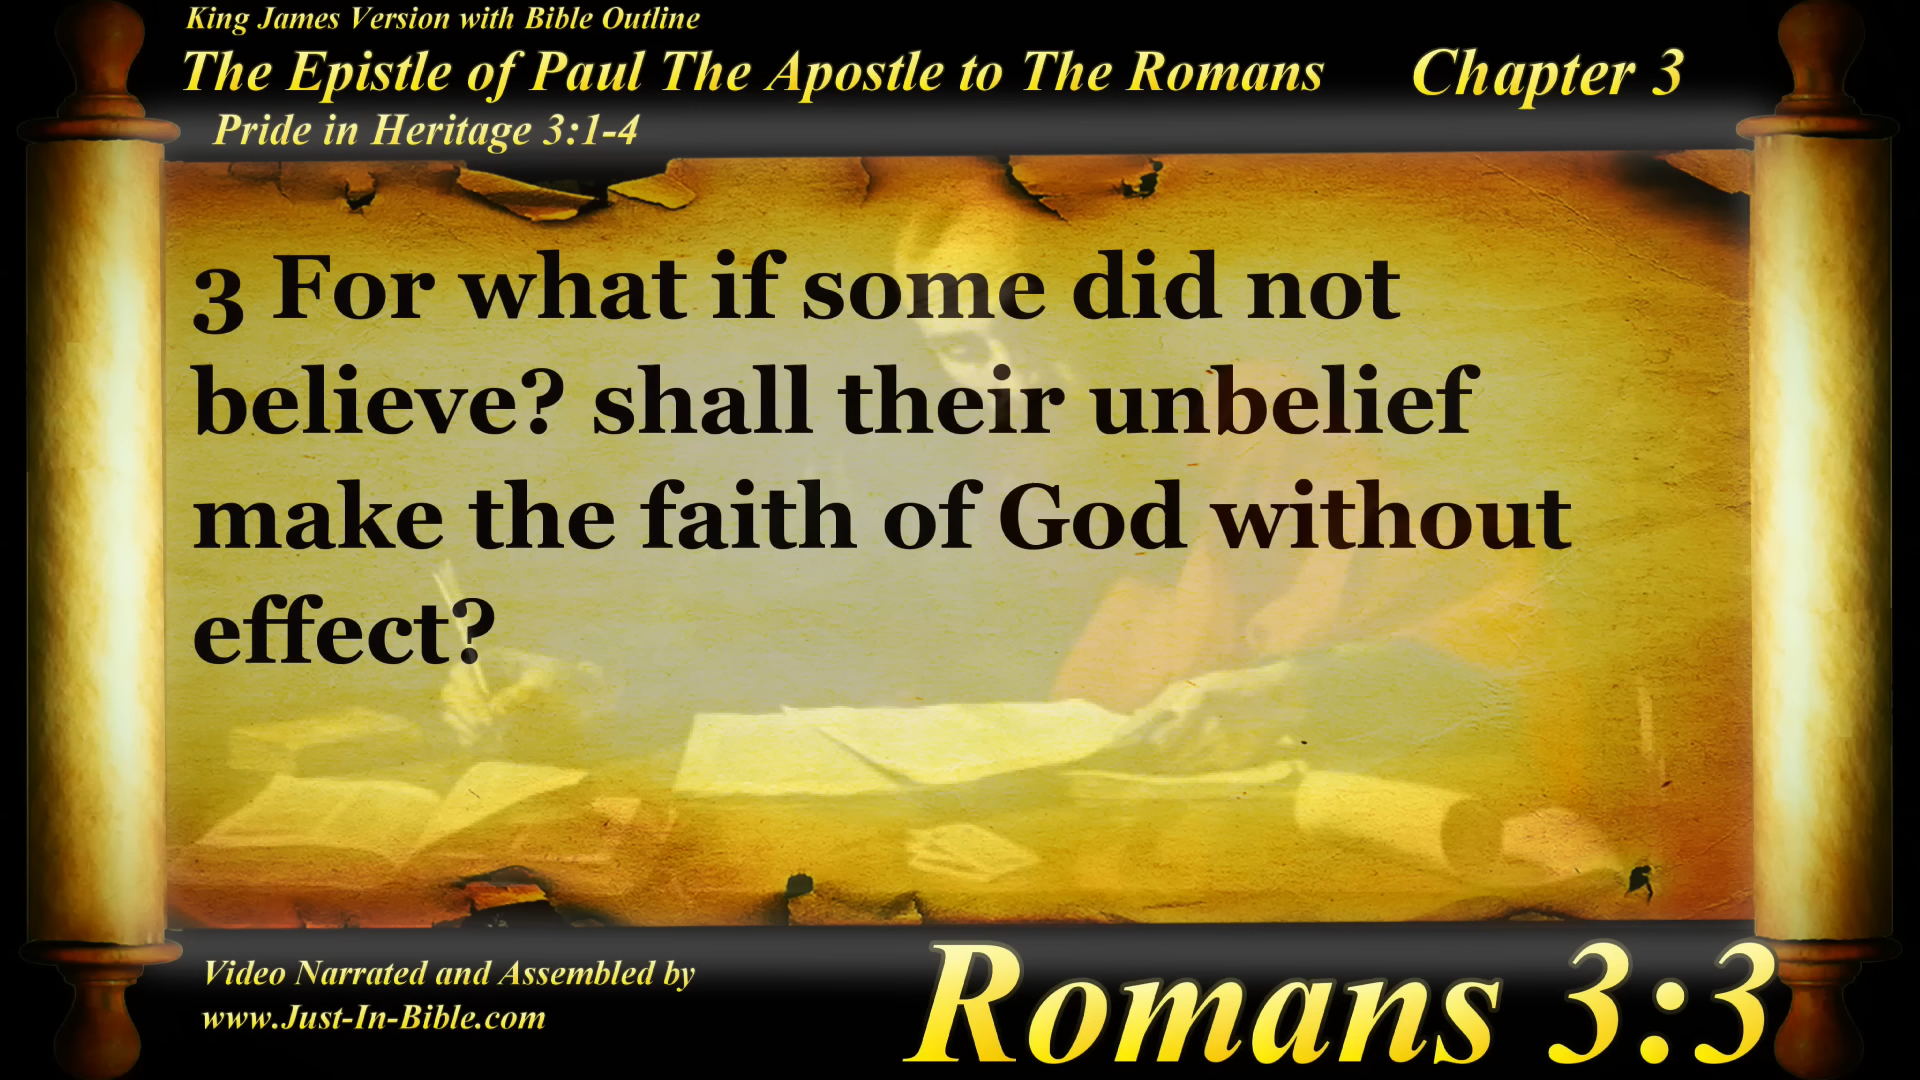 King James Version with Bible Outline
The Epistle of Paul The Apostle to The Romans Chapter 3
Pride in Heritage 3:1-4
3 For what if some did not
believe? shall their unbelief
make the faith of God without
effect?
Video Narrated and Assembled by
www.Just-In-Bible.com
Romans 3:3